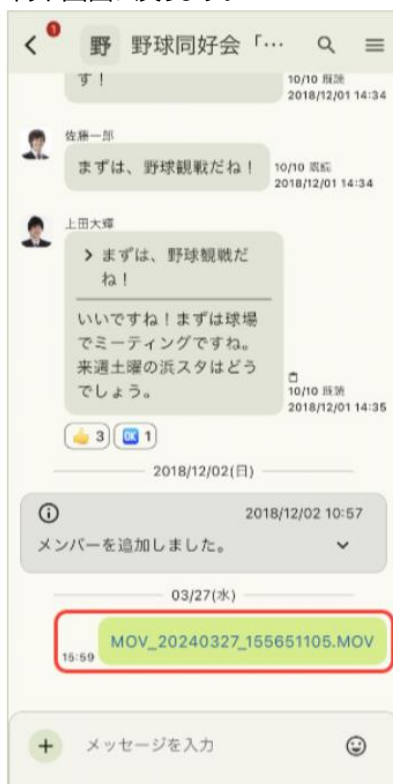 1
野 野球同好会「…
す！
10/10 既読
2018/12/01 14:34
佐藤一郎
まずは、野球観戦だね！
10/10 既読
2018/12/01 14:34
上田大輝
まずは、野球観戦だ
ね！
いいですね！まずは球場
でミーティングですね。
来週土曜の浜スタはどう
でしょう。
10/10 既読
2018/12/01 14:35
👍 3 🆗 1
2018/12/02(日)
2018/12/02 10:57
メンバーを追加しました。
03/27(水)
MOV_20240327_155651105.MOV
15:59
メッセージを入力